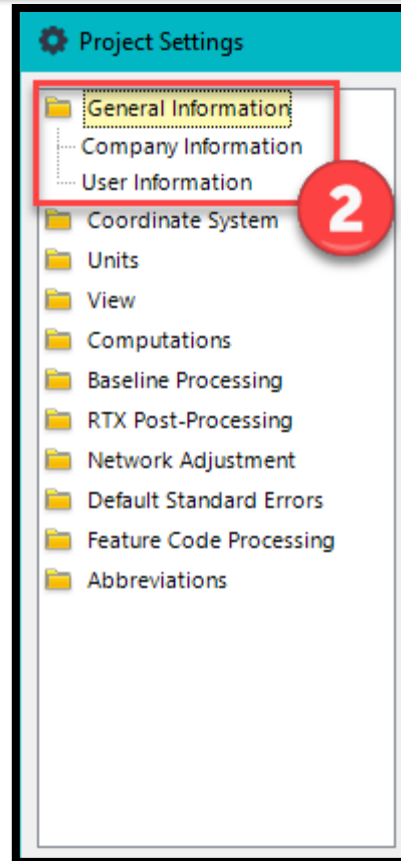 Project Settings
General Information
Company Information
User Information
2
Coordinate System
Units
View
Computations
Baseline Processing
RTX Post-Processing
Network Adjustment
Default Standard Errors
Feature Code Processing
Abbreviations